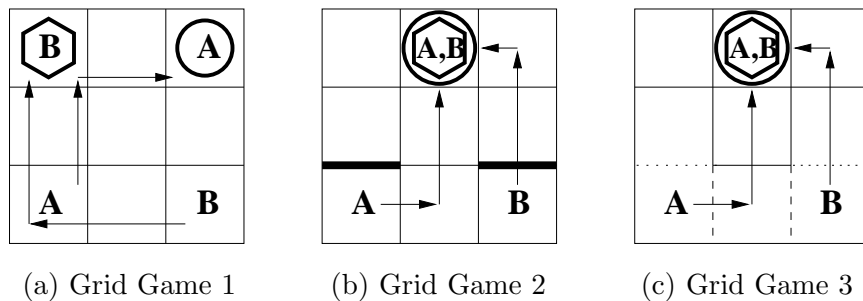 B A A,B A,B
A B A B A B
(a) Grid Game 1 (b) Grid Game 2 (c) Grid Game 3